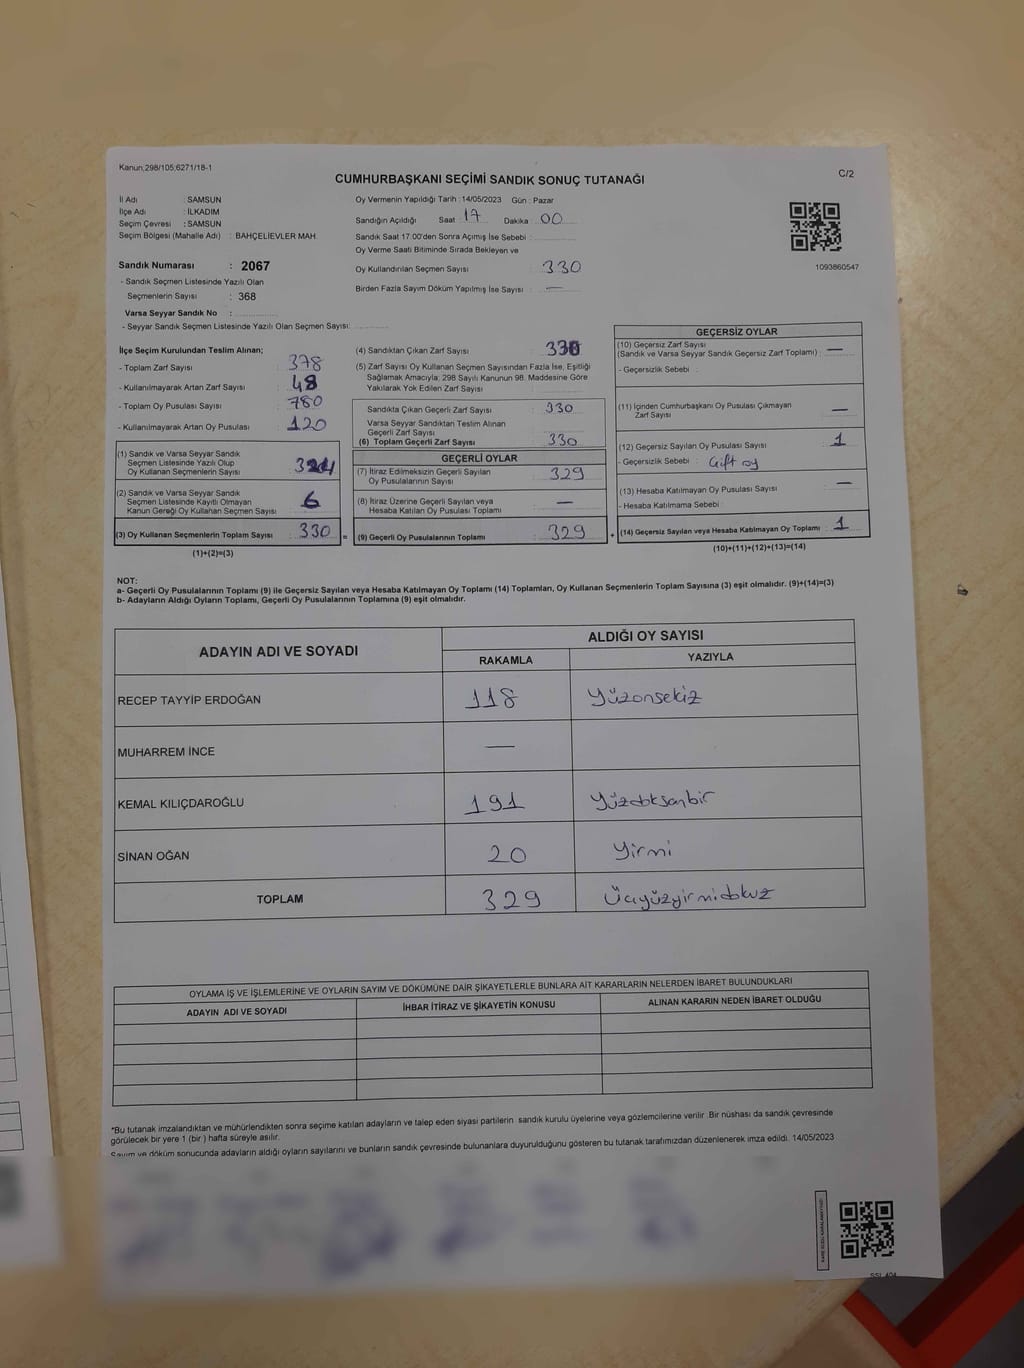 Kanun;298/105;6271/18-1
C/2
CUMHURBAŞKANI SEÇİMİ SANDIK SONUÇ TUTANAĞI
İl Adı : SAMSUN
İlçe Adı : İLKADIM
Seçim Çevresi : SAMSUN
Seçim Bölgesi (Mahalle Adı) : BAHÇELİEVLER MAH.
Sandık Numarası : 2067
- Sandık Seçmen Listesinde Yazılı Olan
Seçmenlerin Sayısı : 368
Varsa Seyyar Sandık No :
- Seyyar Sandık Seçmen Listesinde Yazılı Olan Seçmen Sayısı:
Oy Vermenin Yapıldığı Tarih : 14/05/2023 Gün : Pazar
Sandığın Açıldığı Saat 17 Dakika 00
Sandık Saat 17:00'den Sonra Açımış İse Sebebi :
Oy Verme Saati Bitiminde Sırada Bekleyen ve
Oy Kullandırılan Seçmen Sayısı : 330
Birden Fazla Sayım Döküm Yapılmış İse Sayısı : —
1093860547
İlçe Seçim Kurulundan Teslim Alınan;
- Toplam Zarf Sayısı : 378
- Kullanılmayarak Artan Zarf Sayısı : 48
- Toplam Oy Pusulası Sayısı : 780
- Kullanılmayarak Artan Oy Pusulası : 120
(1) Sandık ve Varsa Seyyar Sandık
Seçmen Listesinde Yazılı Olup
Oy Kullanan Seçmenlerin Sayısı : 324
(2) Sandık ve Varsa Seyyar Sandık
Seçmen Listesinde Kayıtlı Olmayan
Kanun Gereği Oy Kullanan Seçmen Sayısı : 6
(3) Oy Kullanan Seçmenlerin Toplam Sayısı : 330
(1)+(2)=(3)
(4) Sandıktan Çıkan Zarf Sayısı : 330
(5) Zarf Sayısı Oy Kullanan Seçmen Sayısından Fazla İse, Eşitliği
Sağlamak Amacıyla; 298 Sayılı Kanunun 98. Maddesine Göre
Yakılarak Yok Edilen Zarf Sayısı :
Sandıkta Çıkan Geçerli Zarf Sayısı : 330
Varsa Seyyar Sandıktan Teslim Alınan
Geçerli Zarf Sayısı :
(6) Toplam Geçerli Zarf Sayısı : 330
GEÇERLİ OYLAR
(7) İtiraz Edilmeksizin Geçerli Sayılan
Oy Pusulalarının Sayısı : 329
(8) İtiraz Üzerine Geçerli Sayılan veya
Hesaba Katılan Oy Pusulası Toplamı : —
= (9) Geçerli Oy Pusulalarının Toplamı : 329
GEÇERSİZ OYLAR
(10) Geçersiz Zarf Sayısı
(Sandık ve Varsa Seyyar Sandık Geçersiz Zarf Toplamı) : —
- Geçersizlik Sebebi :
(11) İçinden Cumhurbaşkanı Oy Pusulası Çıkmayan
Zarf Sayısı : —
(12) Geçersiz Sayılan Oy Pusulası Sayısı : 1
- Geçersizlik Sebebi : Çift oy
(13) Hesaba Katılmayan Oy Pusulası Sayısı : —
- Hesaba Katılmama Sebebi :
+ (14) Geçersiz Sayılan veya Hesaba Katılmayan Oy Toplamı : 1
(10)+(11)+(12)+(13)=(14)
NOT:
a- Geçerli Oy Pusulalarının Toplamı (9) ile Geçersiz Sayılan veya Hesaba Katılmayan Oy Toplamı (14) Toplamları, Oy Kullanan Seçmenlerin Toplam Sayısına (3) eşit olmalıdır. (9)+(14)=(3)
b- Adayların Aldığı Oyların Toplamı, Geçerli Oy Pusulalarının Toplamına (9) eşit olmalıdır.
ADAYIN ADI VE SOYADI
ALDIĞI OY SAYISI
RAKAMLA YAZIYLA
RECEP TAYYİP ERDOĞAN 118 Yüzonsekiz
MUHARREM İNCE —
KEMAL KILIÇDAROĞLU 191 Yüzdoksanbir
SİNAN OĞAN 20 Yirmi
TOPLAM 329 Üçyüzyirmidokuz
OYLAMA İŞ VE İŞLEMLERİNE VE OYLARIN SAYIM VE DÖKÜMÜNE DAİR ŞİKAYETLERLE BUNLARA AİT KARARLARIN NELERDEN İBARET BULUNDUKLARI
ADAYIN ADI VE SOYADI İHBAR İTİRAZ VE ŞİKAYETİN KONUSU ALINAN KARARIN NEDEN İBARET OLDUĞU
*Bu tutanak imzalandıktan ve mühürlendikten sonra seçime katılan adayların ve talep eden siyasi partilerin sandık kurulu üyelerine veya gözlemcilerine verilir. Bir nüshası da sandık çevresinde
görülecek bir yere 1 (bir ) hafta süreyle asılır.
Sayım ve döküm sonucunda adayların aldığı oyların sayılarını ve bunların sandık çevresinde bulunanlara duyurulduğunu gösteren bu tutanak tarafımızdan düzenlenerek imza edildi. 14/05/2023